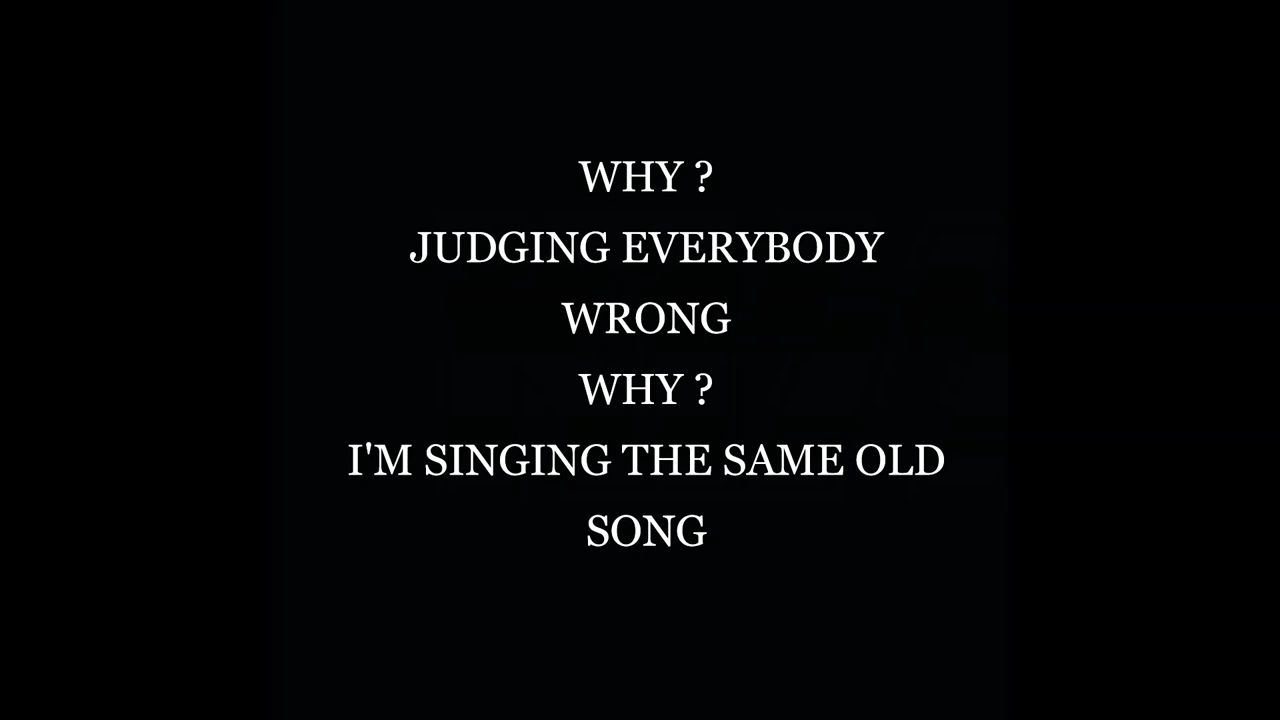 WHY ?
JUDGING EVERYBODY
WRONG
WHY ?
I'M SINGING THE SAME OLD
SONG